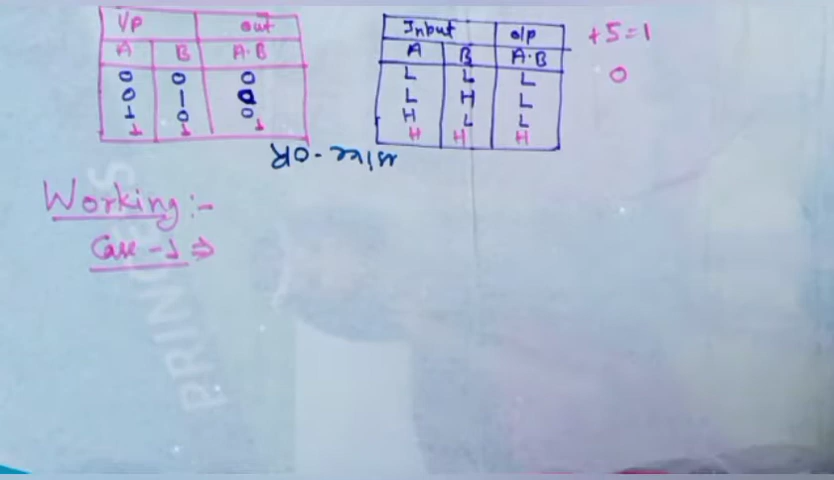 I/P out
A B A·B
0 0 0
0 1 0
1 0 0
1 1 1
Input o/p
A B A·B
L L L
L H L
H L L
H H H
+5=1
0
Working:-
Case-1 ⇒
PRIN